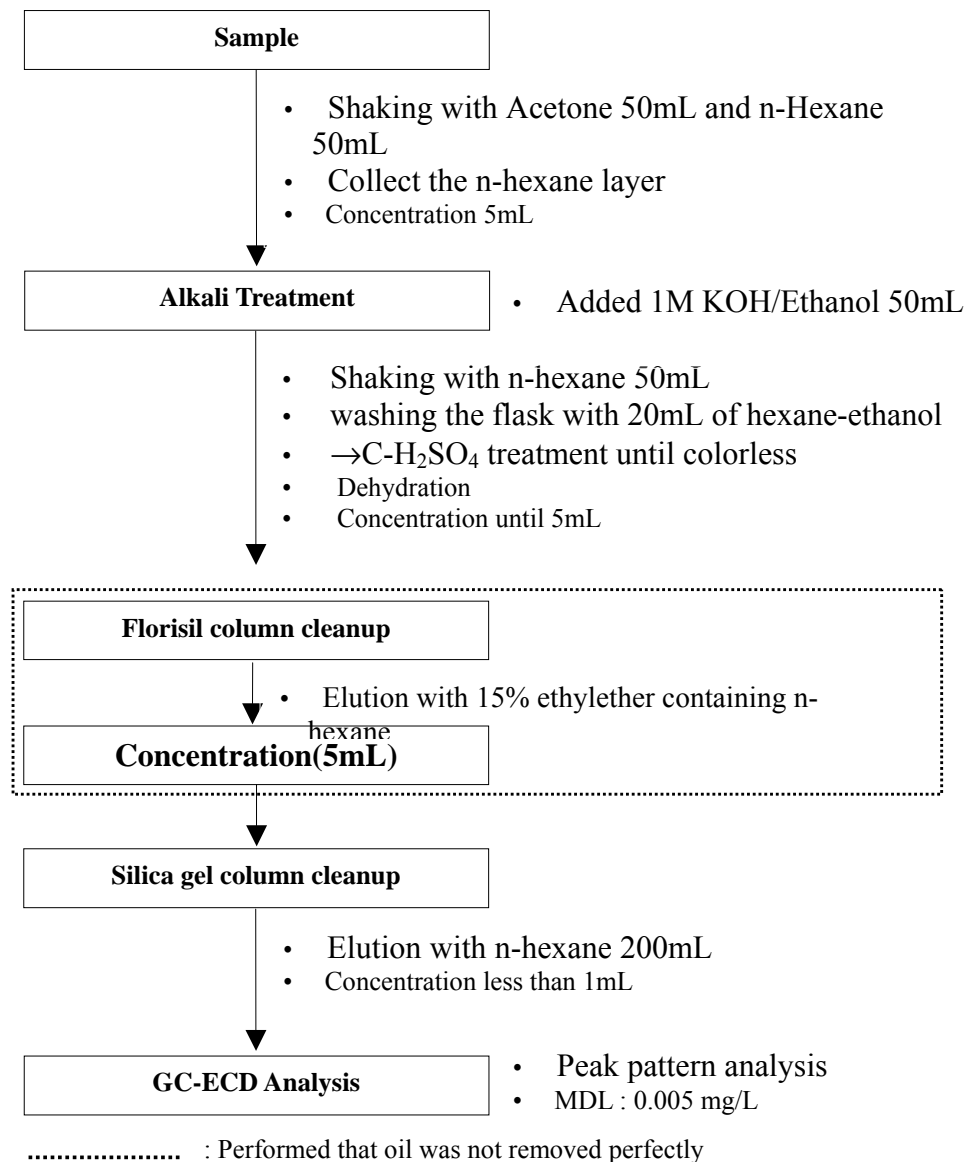 Sample
• Shaking with Acetone 50mL and n-Hexane
50mL
• Collect the n-hexane layer
• Concentration 5mL
Alkali Treatment
• Added 1M KOH/Ethanol 50mL
• Shaking with n-hexane 50mL
• washing the flask with 20mL of hexane-ethanol
• →C-H₂SO₄ treatment until colorless
• Dehydration
• Concentration until 5mL
Florisil column cleanup
• Elution with 15% ethylether containing n-
hexane
Concentration(5mL)
Silica gel column cleanup
• Elution with n-hexane 200mL
• Concentration less than 1mL
GC-ECD Analysis
• Peak pattern analysis
• MDL : 0.005 mg/L
: Performed that oil was not removed perfectly